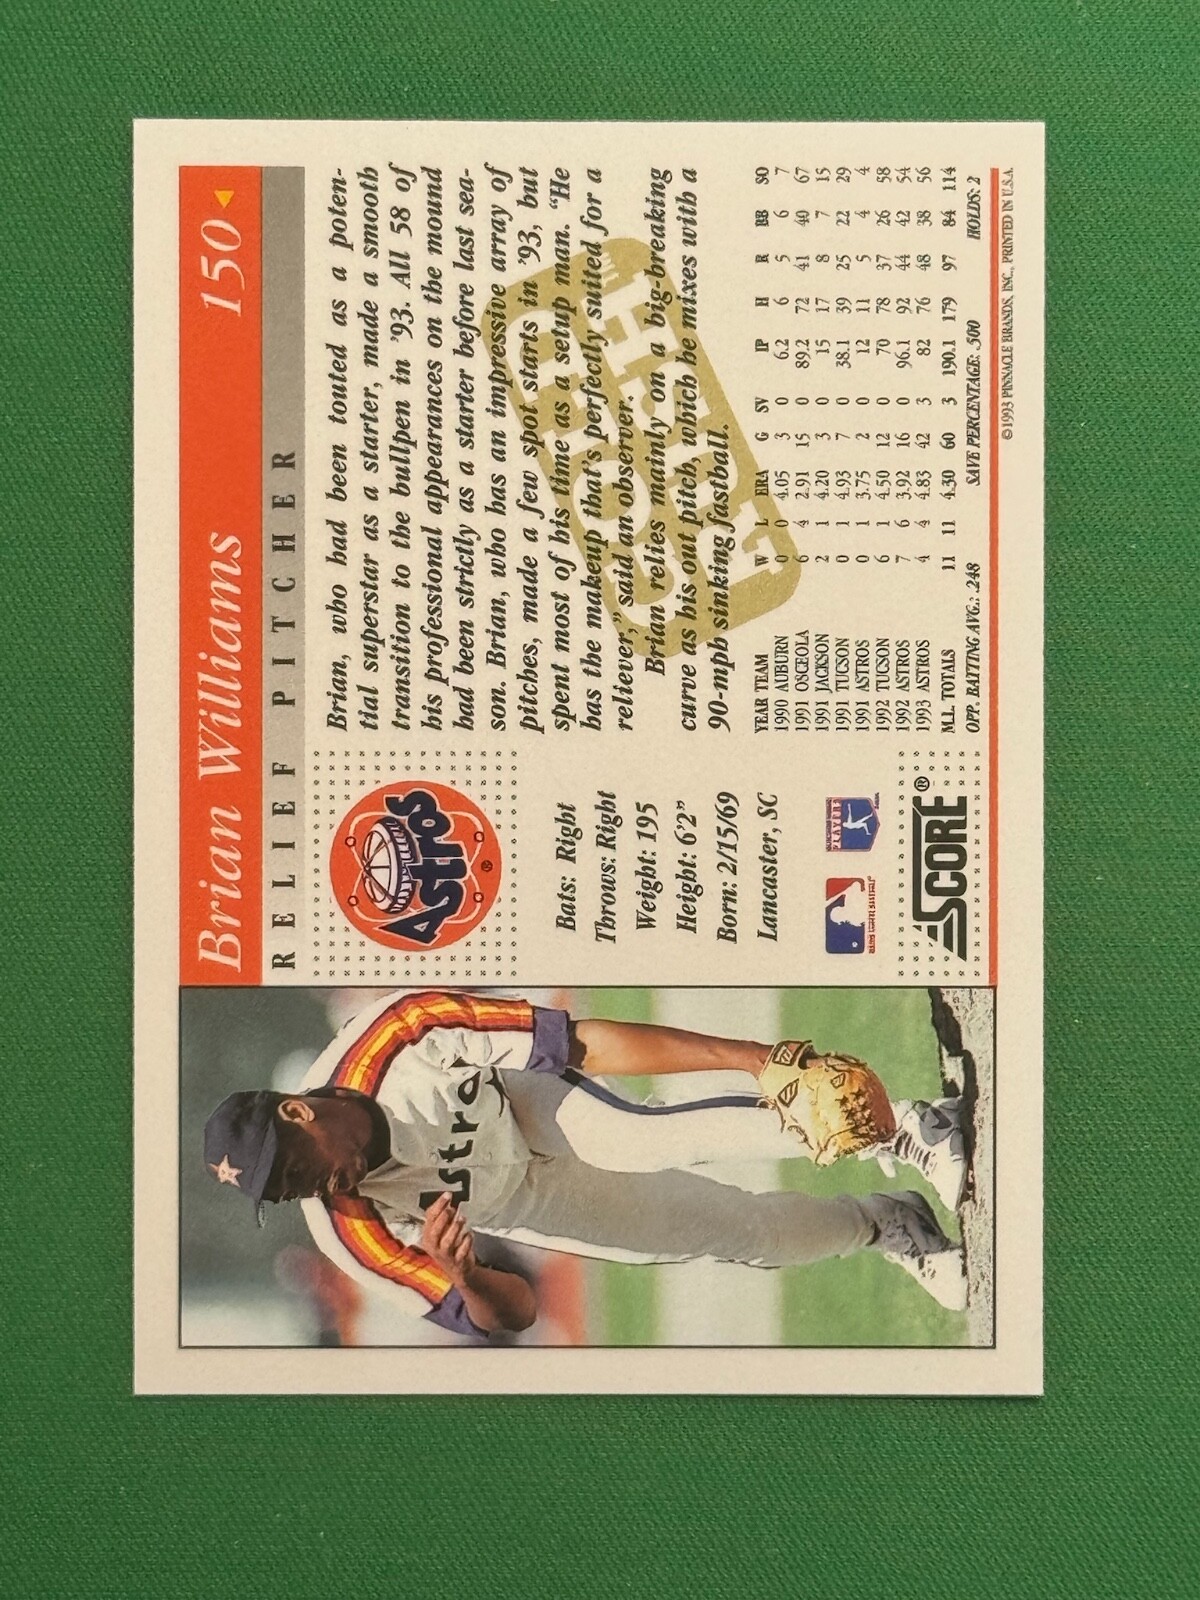 Brian Williams 150
RELIEF PITCHER
Astros
®
Bats: Right
Throws: Right
Weight: 195
Height: 6'2"
Born: 2/15/69
Lancaster, SC
PLAYERS
SCORE®
Brian, who had been touted as a poten-
tial superstar as a starter, made a smooth
transition to the bullpen in '93. All 58 of
his professional appearances on the mound
had been strictly as a starter before last sea-
son. Brian, who has an impressive array of
pitches, made a few spot starts in '93, but
spent most of his time as a setup man. "He
has the makeup that's perfectly suited for a
reliever," said an observer.
Brian relies mainly on a big-breaking
curve as his out pitch, which he mixes with a
90-mph sinking fastball.
GOLD
RUSH
TM
YEAR TEAM W L ERA G SV IP H R BB SO
1990 AUBURN 0 0 4.05 3 0 6.2 6 5 6 7
1991 OSCEOLA 6 4 2.91 15 0 89.2 72 41 40 67
1991 JACKSON 2 1 4.20 3 0 15 17 8 7 15
1991 TUCSON 0 1 4.93 7 0 38.1 39 25 22 29
1991 ASTROS 0 1 3.75 2 0 12 11 5 4 4
1992 TUCSON 6 1 4.50 12 0 70 78 37 26 58
1992 ASTROS 7 6 3.92 16 0 96.1 92 44 42 54
1993 ASTROS 4 4 4.83 42 3 82 76 48 38 56
M.L. TOTALS 11 11 4.30 60 3 190.1 179 97 84 114
OPP. BATTING AVG.: .248 SAVE PERCENTAGE: .500 HOLDS: 2
©1993 PINNACLE BRANDS, INC., PRINTED IN U.S.A.